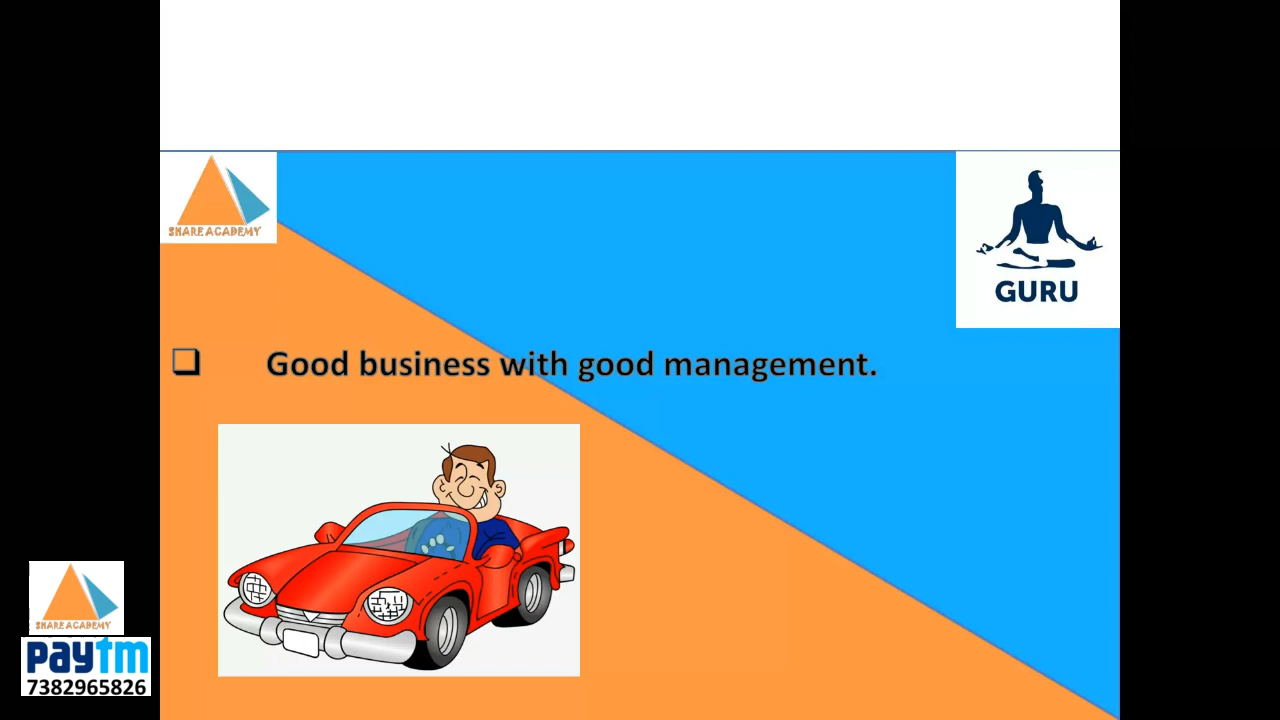 SHARE ACADEMY
GURU
❑ Good business with good management.
SHARE ACADEMY
paytm
7382965826